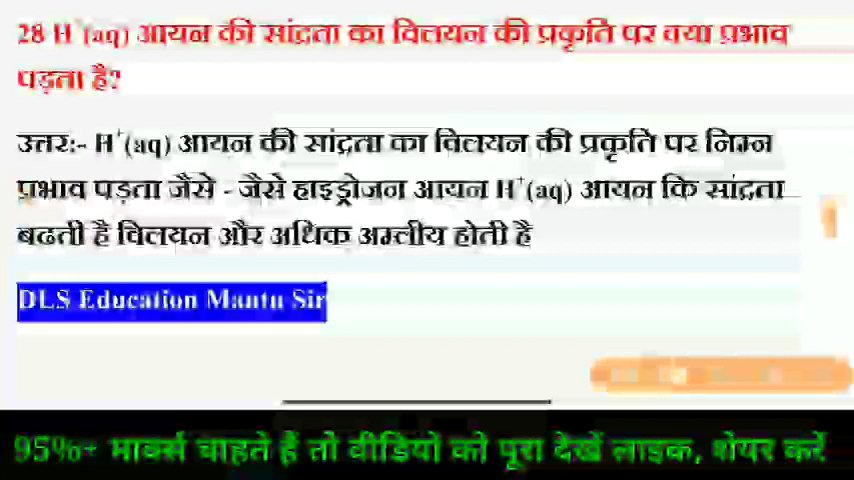 28 H⁺(aq) आयन की सांद्रता का विलयन की प्रकृति पर क्या प्रभाव
पड़ता है?
उत्तर:- H⁺(aq) आयन की सांद्रता का विलयन की प्रकृति पर निम्न
प्रभाव पड़ता जैसे - जैसे हाइड्रोजन आयन H⁺(aq) आयन कि सांद्रता
बढती है विलयन और अधिक अम्लीय होती है
DLS Education Mantu Sir
95%+ मार्क्स चाहते हैं तो वीडियो को पूरा देखें लाइक, शेयर करें